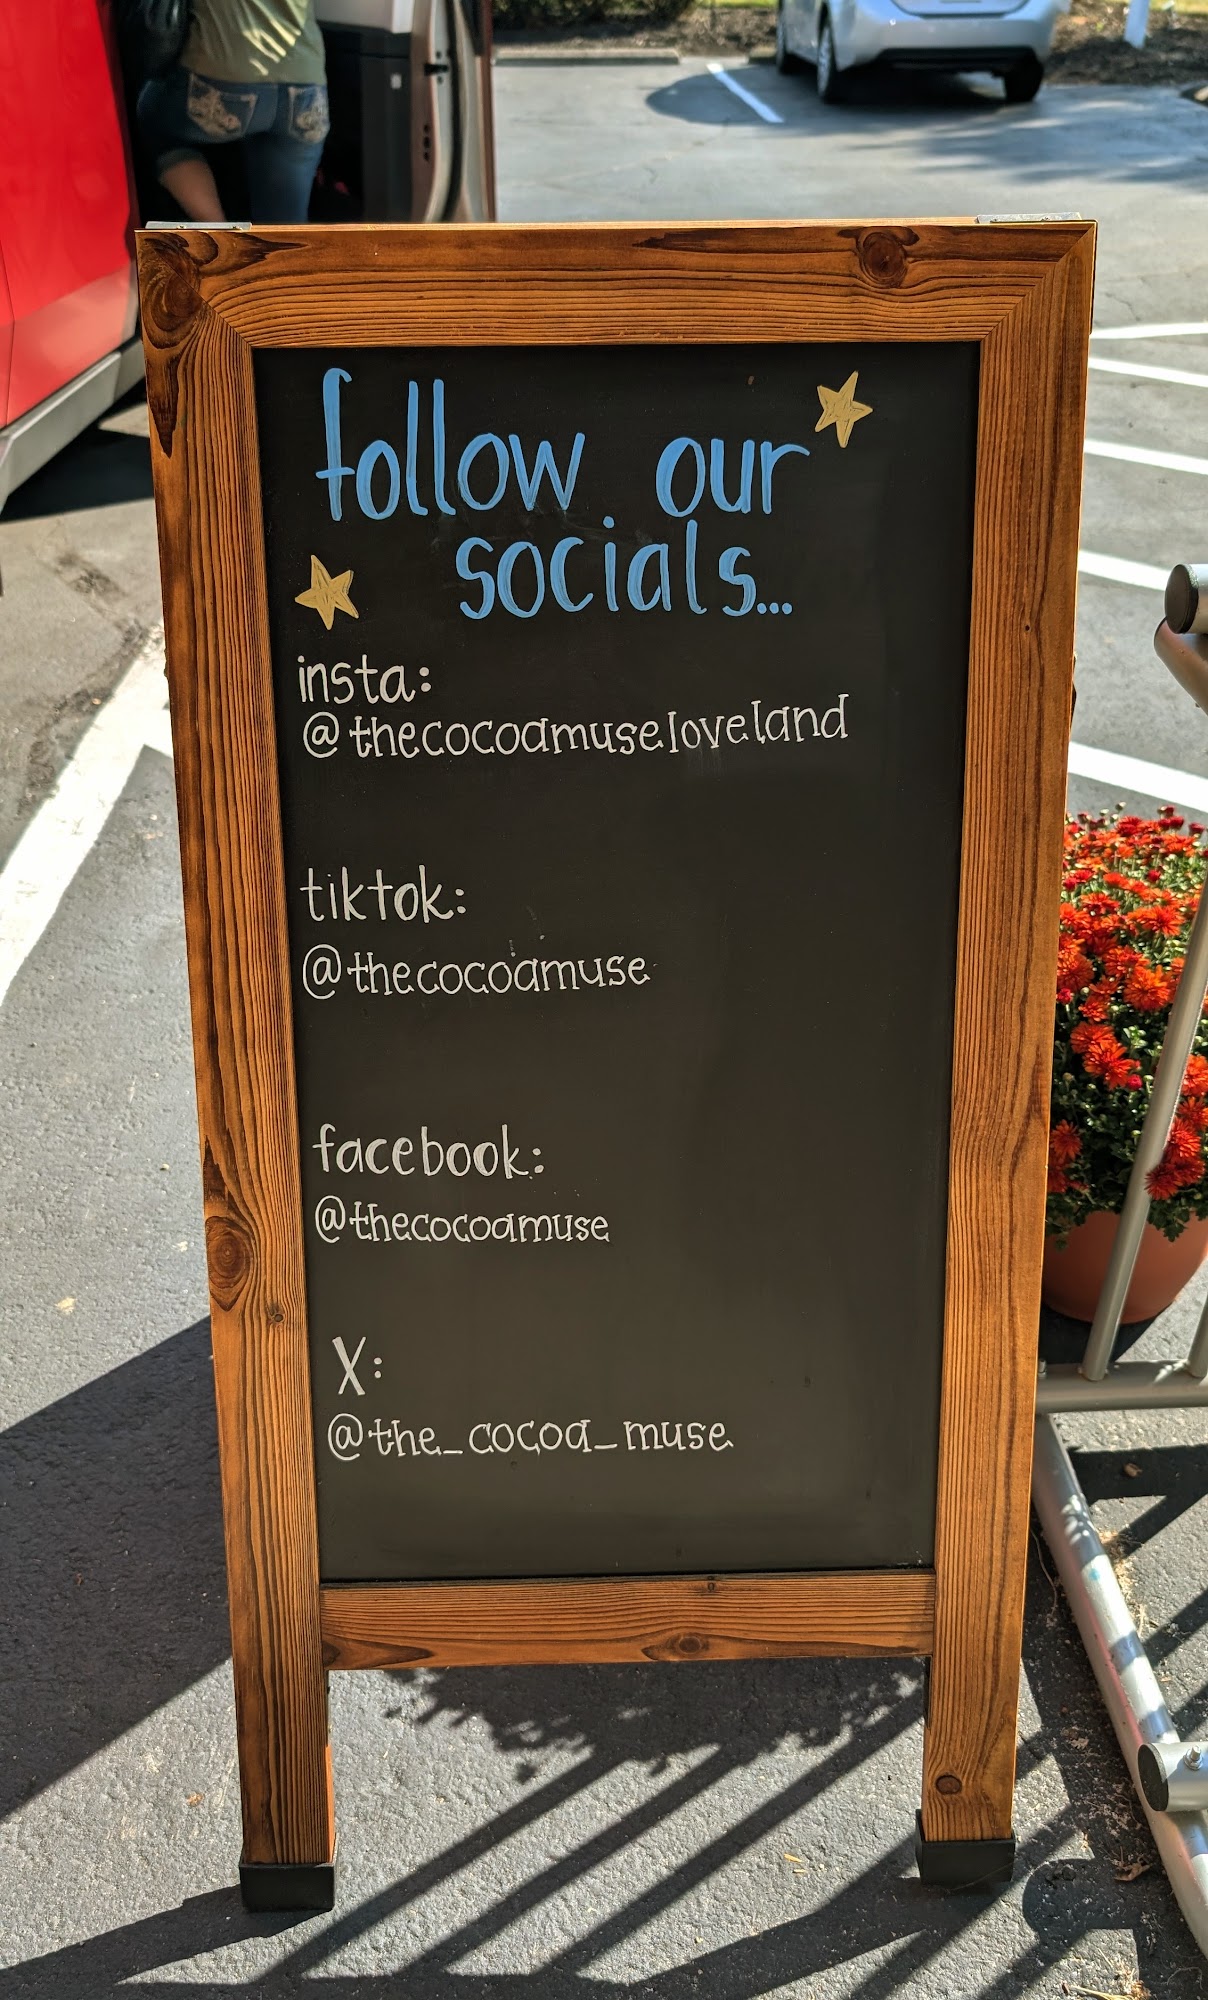 follow our
socials...
insta:
@thecocoamuseloveland
tiktok:
@thecocoamuse
facebook:
@thecocoamuse
X:
@the_cocoa_muse